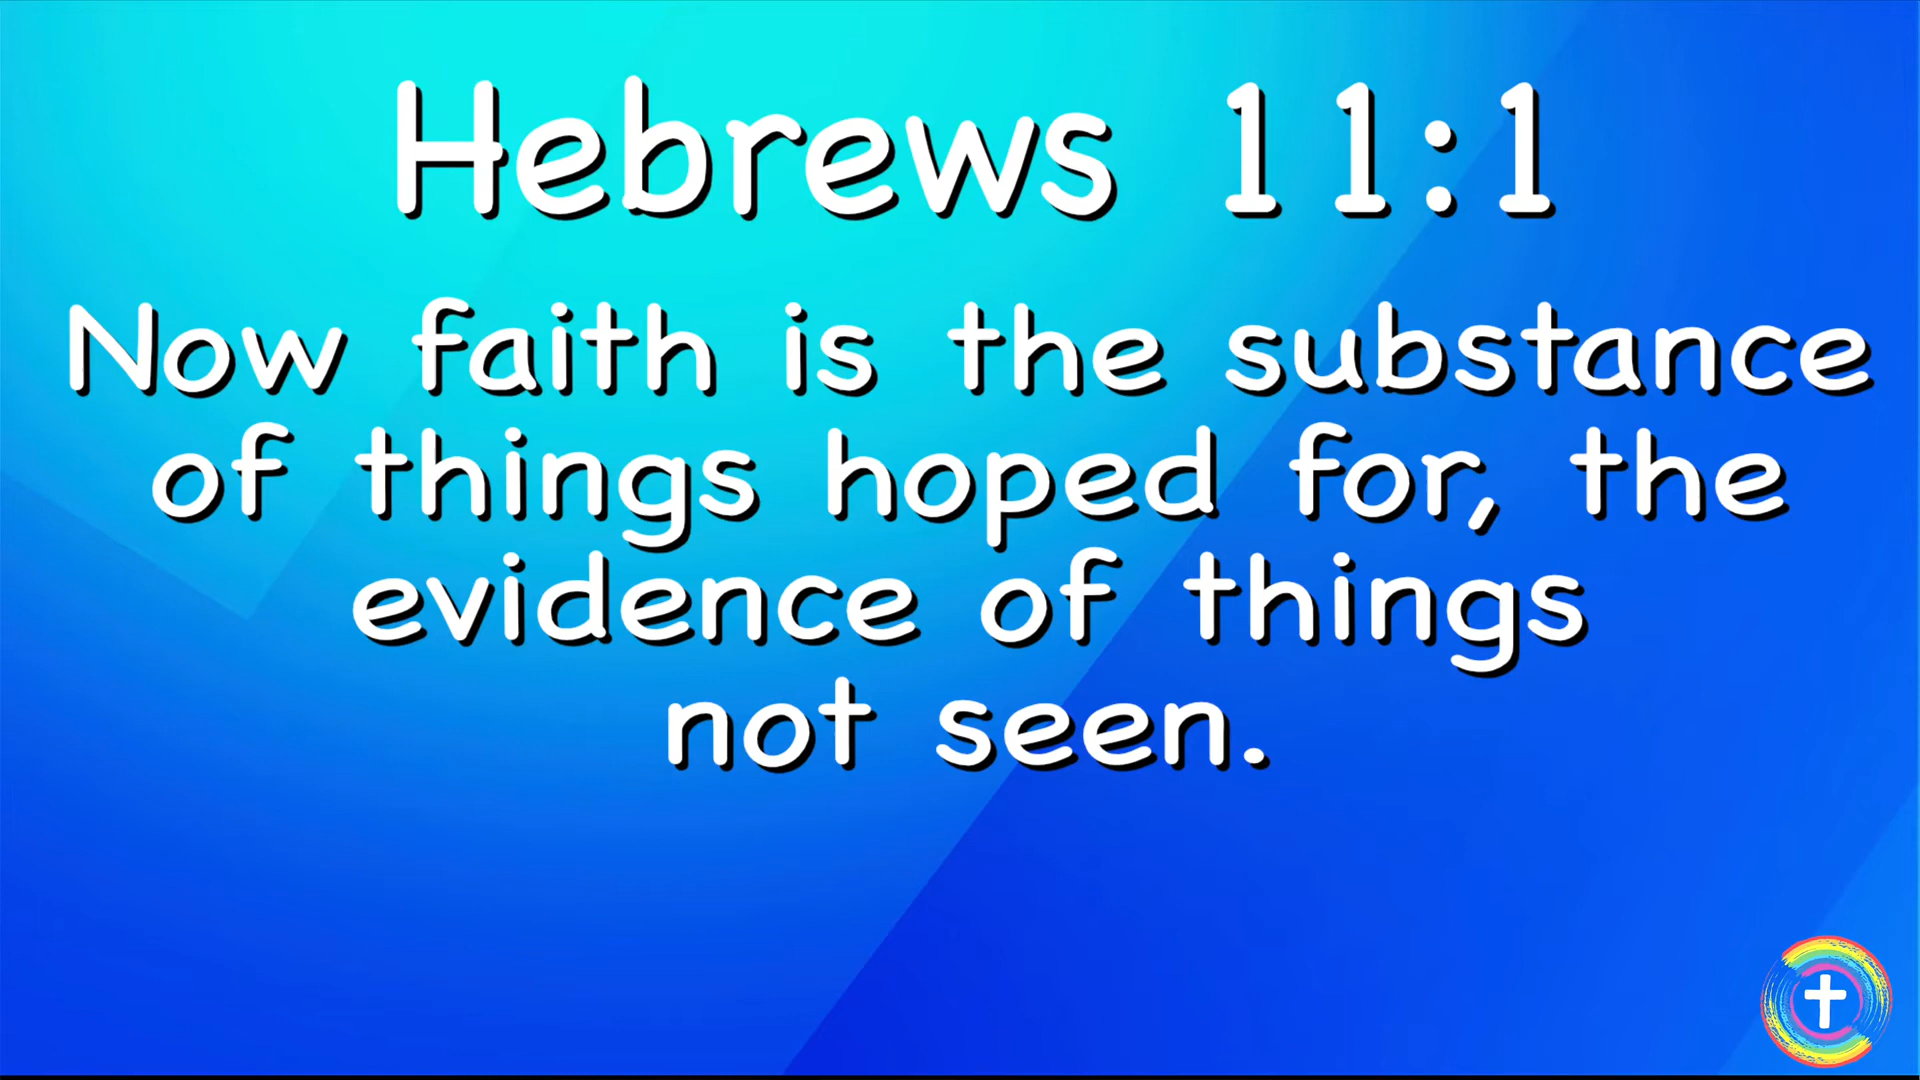 Hebrews 11:1
Now faith is the substance
of things hoped for, the
evidence of things
not seen.